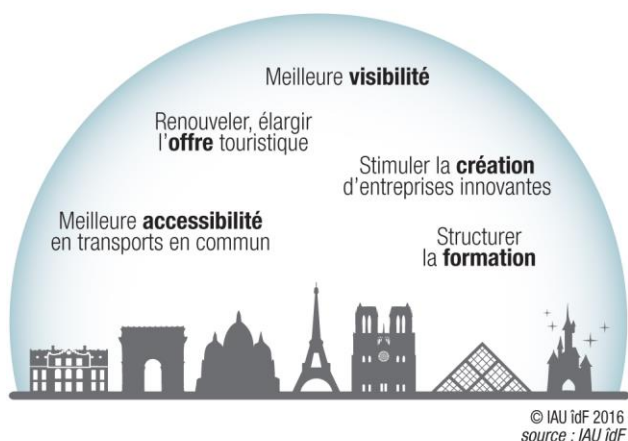 Meilleure visibilité
Renouveler, élargir
l'offre touristique
Stimuler la création
d'entreprises innovantes
Meilleure accessibilité
en transports en commun
Structurer
la formation
© IAU îdF 2016
source : IAU îdF